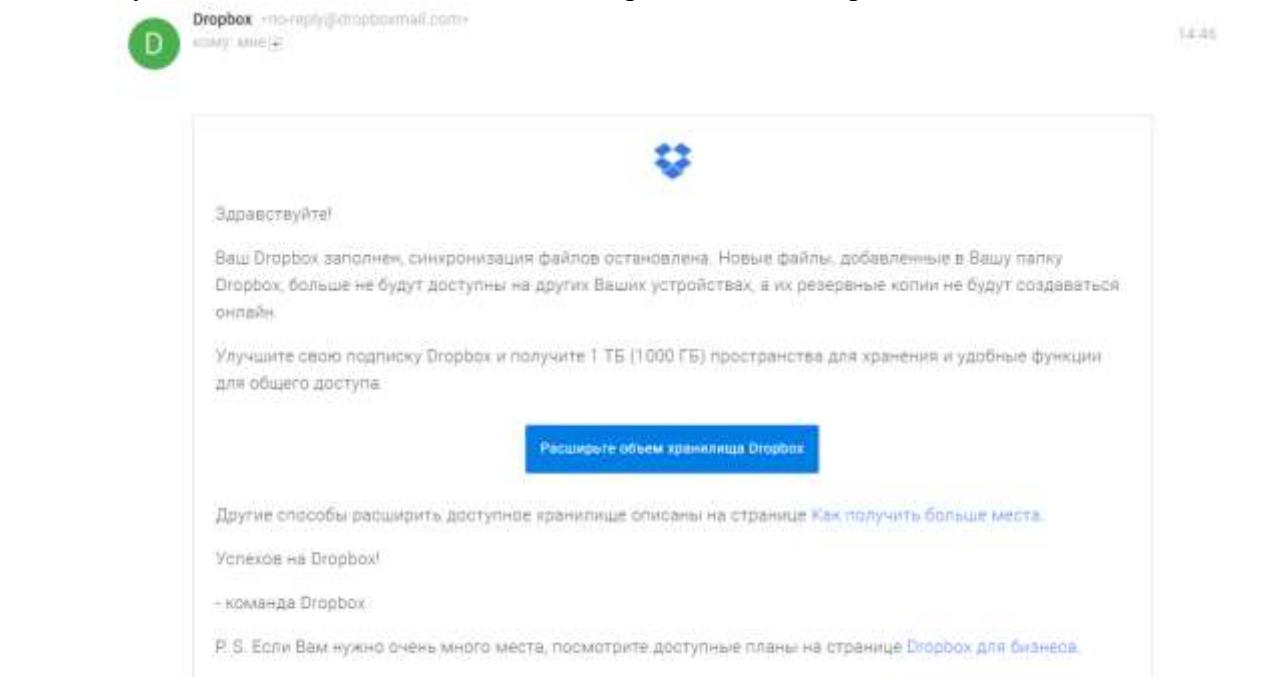 Dropbox <no-reply@dropboxmail.com>
кому: мне
14:46
D
Здравствуйте!
Ваш Dropbox заполнен, синхронизация файлов остановлена. Новые файлы, добавленные в Вашу папку
Dropbox, больше не будут доступны на других Ваших устройствах, а их резервные копии не будут создаваться
онлайн.
Улучшите свою подписку Dropbox и получите 1 ТБ (1000 ГБ) пространства для хранения и удобные функции
для общего доступа.
Расширьте объем хранилища Dropbox
Другие способы расширить доступное хранилище описаны на странице Как получить больше места.
Успехов на Dropbox!
- команда Dropbox
P. S. Если Вам нужно очень много места, посмотрите доступные планы на странице Dropbox для бизнеса.